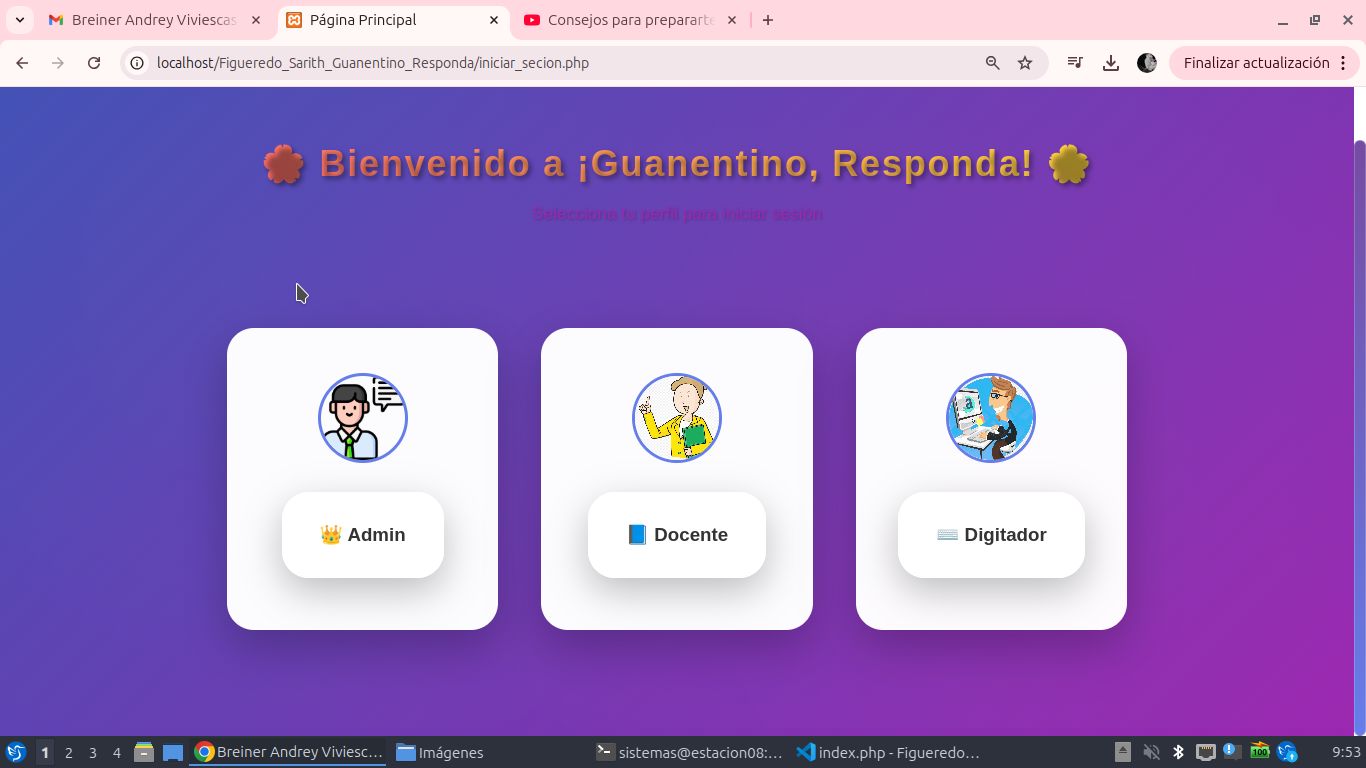 Breiner Andrey Viviescas
Página Principal
Consejos para prepararte
localhost/Figueredo_Sarith_Guanentino_Responda/iniciar_secion.php
Finalizar actualización
Bienvenido a ¡Guanentino, Responda!
Selecciona tu perfil para iniciar sesión
Admin
Docente
Digitador
1 2 3 4
Breiner Andrey Viviesc...
Imágenes
sistemas@estacion08:...
index.php - Figueredo...
100
9:53